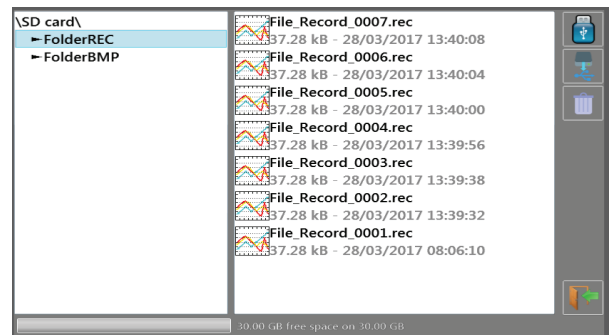 \SD card\
►FolderREC
►FolderBMP
File_Record_0007.rec
37.28 kB - 28/03/2017 13:40:08
File_Record_0006.rec
37.28 kB - 28/03/2017 13:40:04
File_Record_0005.rec
37.28 kB - 28/03/2017 13:40:00
File_Record_0004.rec
37.28 kB - 28/03/2017 13:39:56
File_Record_0003.rec
37.28 kB - 28/03/2017 13:39:38
File_Record_0002.rec
37.28 kB - 28/03/2017 13:39:32
File_Record_0001.rec
37.28 kB - 28/03/2017 08:06:10
30.00 GB free space on 30.00 GB